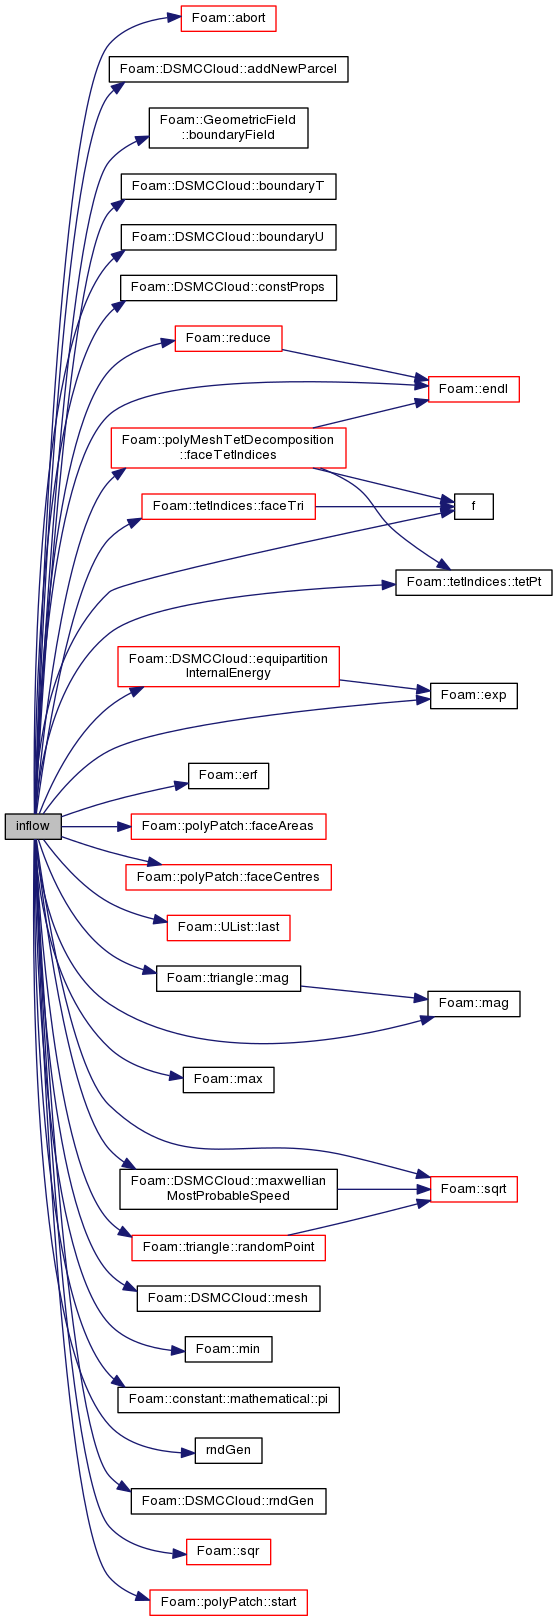 Foam::abort
Foam::DSMCCloud::addNewParcel
Foam::GeometricField
::boundaryField
Foam::DSMCCloud::boundaryT
Foam::DSMCCloud::boundaryU
Foam::DSMCCloud::constProps
Foam::reduce
Foam::endl
Foam::polyMeshTetDecomposition
::faceTetIndices
Foam::tetIndices::faceTri
f
Foam::tetIndices::tetPt
Foam::DSMCCloud::equipartition
InternalEnergy
Foam::exp
Foam::erf
inflow
Foam::polyPatch::faceAreas
Foam::polyPatch::faceCentres
Foam::UList::last
Foam::triangle::mag
Foam::mag
Foam::max
Foam::DSMCCloud::maxwellian
MostProbableSpeed
Foam::sqrt
Foam::triangle::randomPoint
Foam::DSMCCloud::mesh
Foam::min
Foam::constant::mathematical::pi
rndGen
Foam::DSMCCloud::rndGen
Foam::sqr
Foam::polyPatch::start